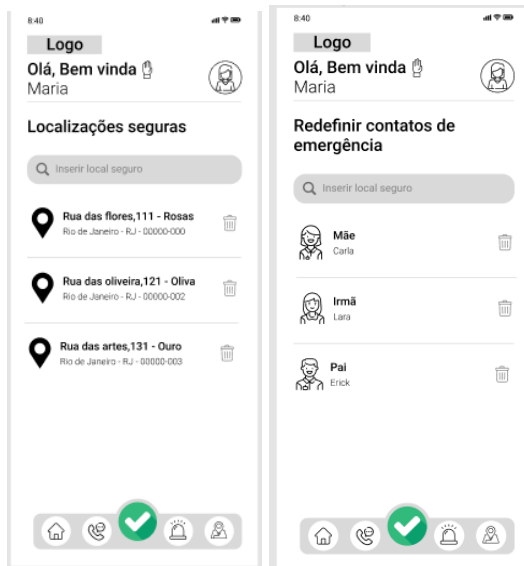 8:40
Logo
Olá, Bem vinda
Maria
Localizações seguras
Inserir local seguro
Rua das flores,111 - Rosas
Rio de Janeiro - RJ - 00000-000
Rua das oliveira,121 - Oliva
Rio de Janeiro - RJ - 00000-002
Rua das artes,131 - Ouro
Rio de Janeiro - RJ - 00000-003
8:40
Logo
Olá, Bem vinda
Maria
Redefinir contatos de
emergência
Inserir local seguro
Mãe
Carla
Irmã
Lara
Pai
Erick